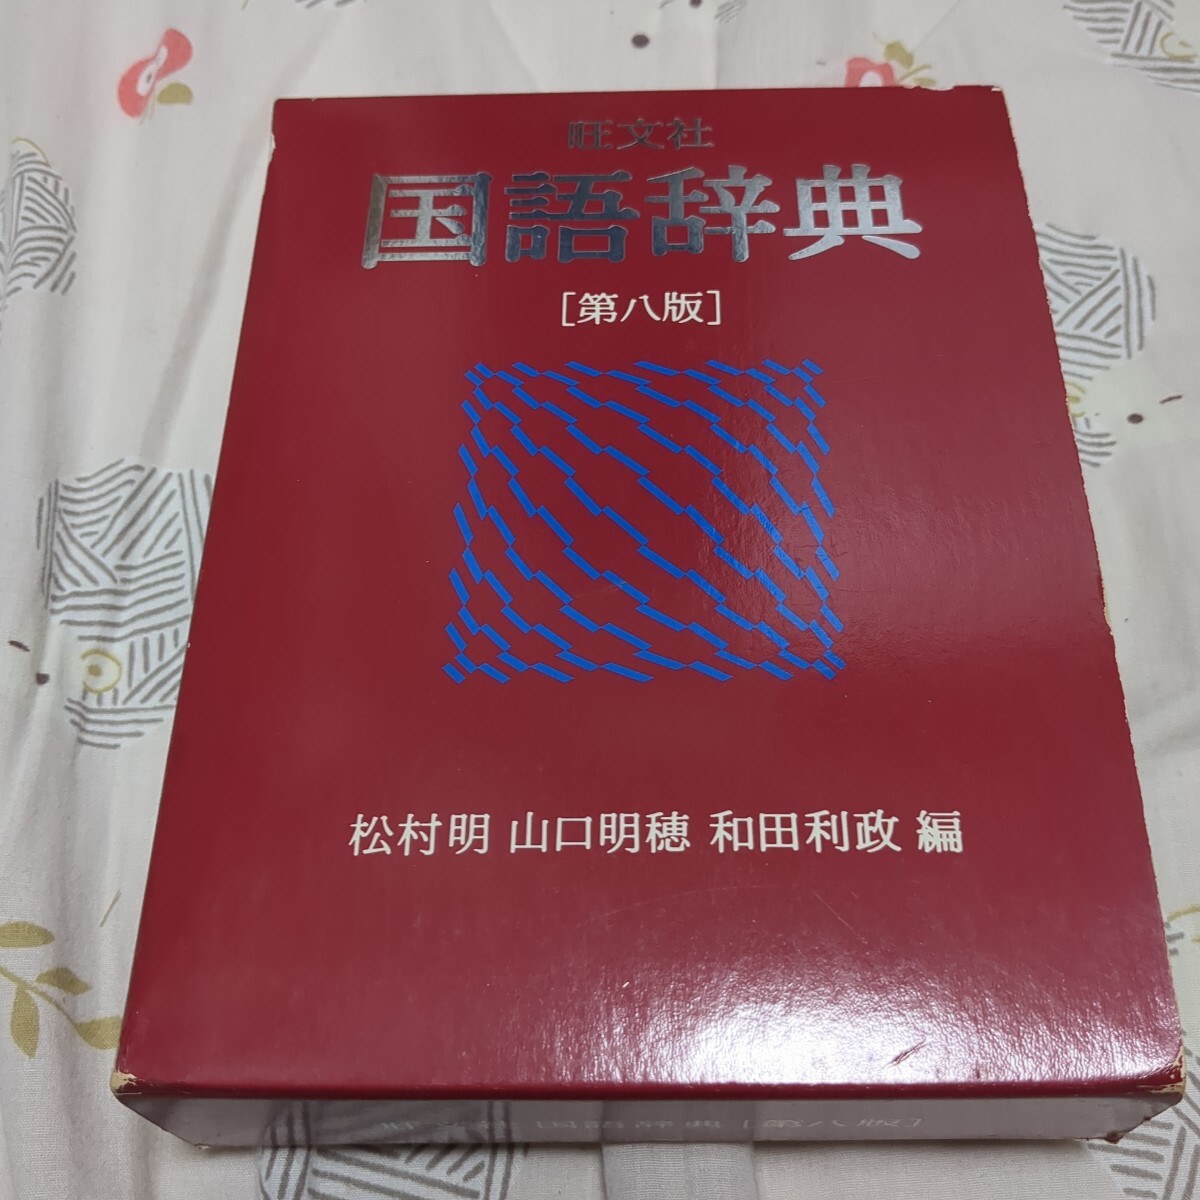 旺文社
国語辞典
[第八版]
松村明 山口明穂 和田利政 編
旺文社 国語辞典 [第八版]